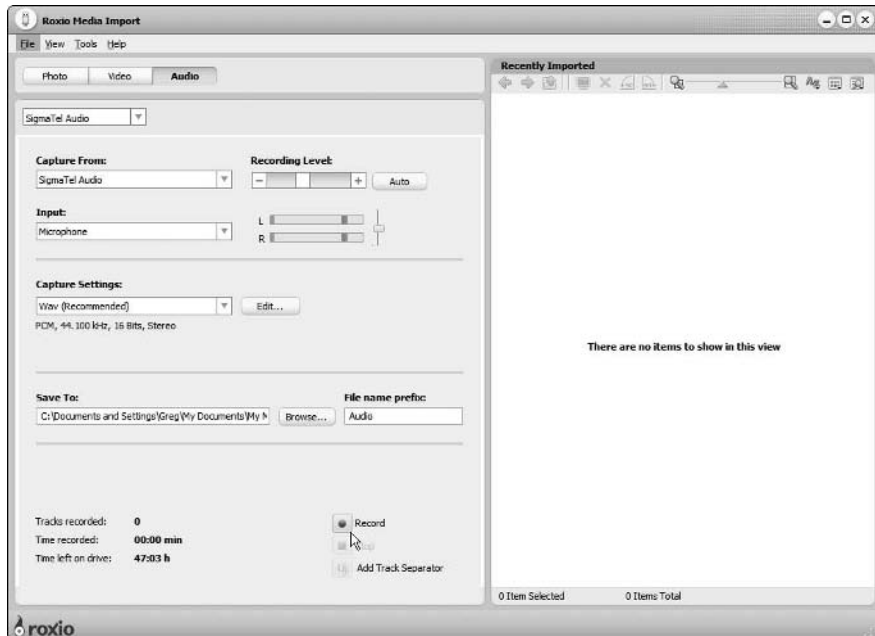 Roxio Media Import
File View Tools Help
Photo Video Audio
SigmaTel Audio
Capture From:
SigmaTel Audio
Recording Level:
Auto
Input:
Microphone
L
R
Capture Settings:
Wav (Recommended)
Edit...
PCM, 44.100 kHz, 16 Bits, Stereo
Save To:
C:\Documents and Settings\Greg\My Documents\My M
Browse...
File name prefix:
Audio
Tracks recorded: 0
Time recorded: 00:00 min
Time left on drive: 47:03 h
Record
Stop
Add Track Separator
roxio
Recently Imported
There are no items to show in this view
0 Item Selected 0 Items Total